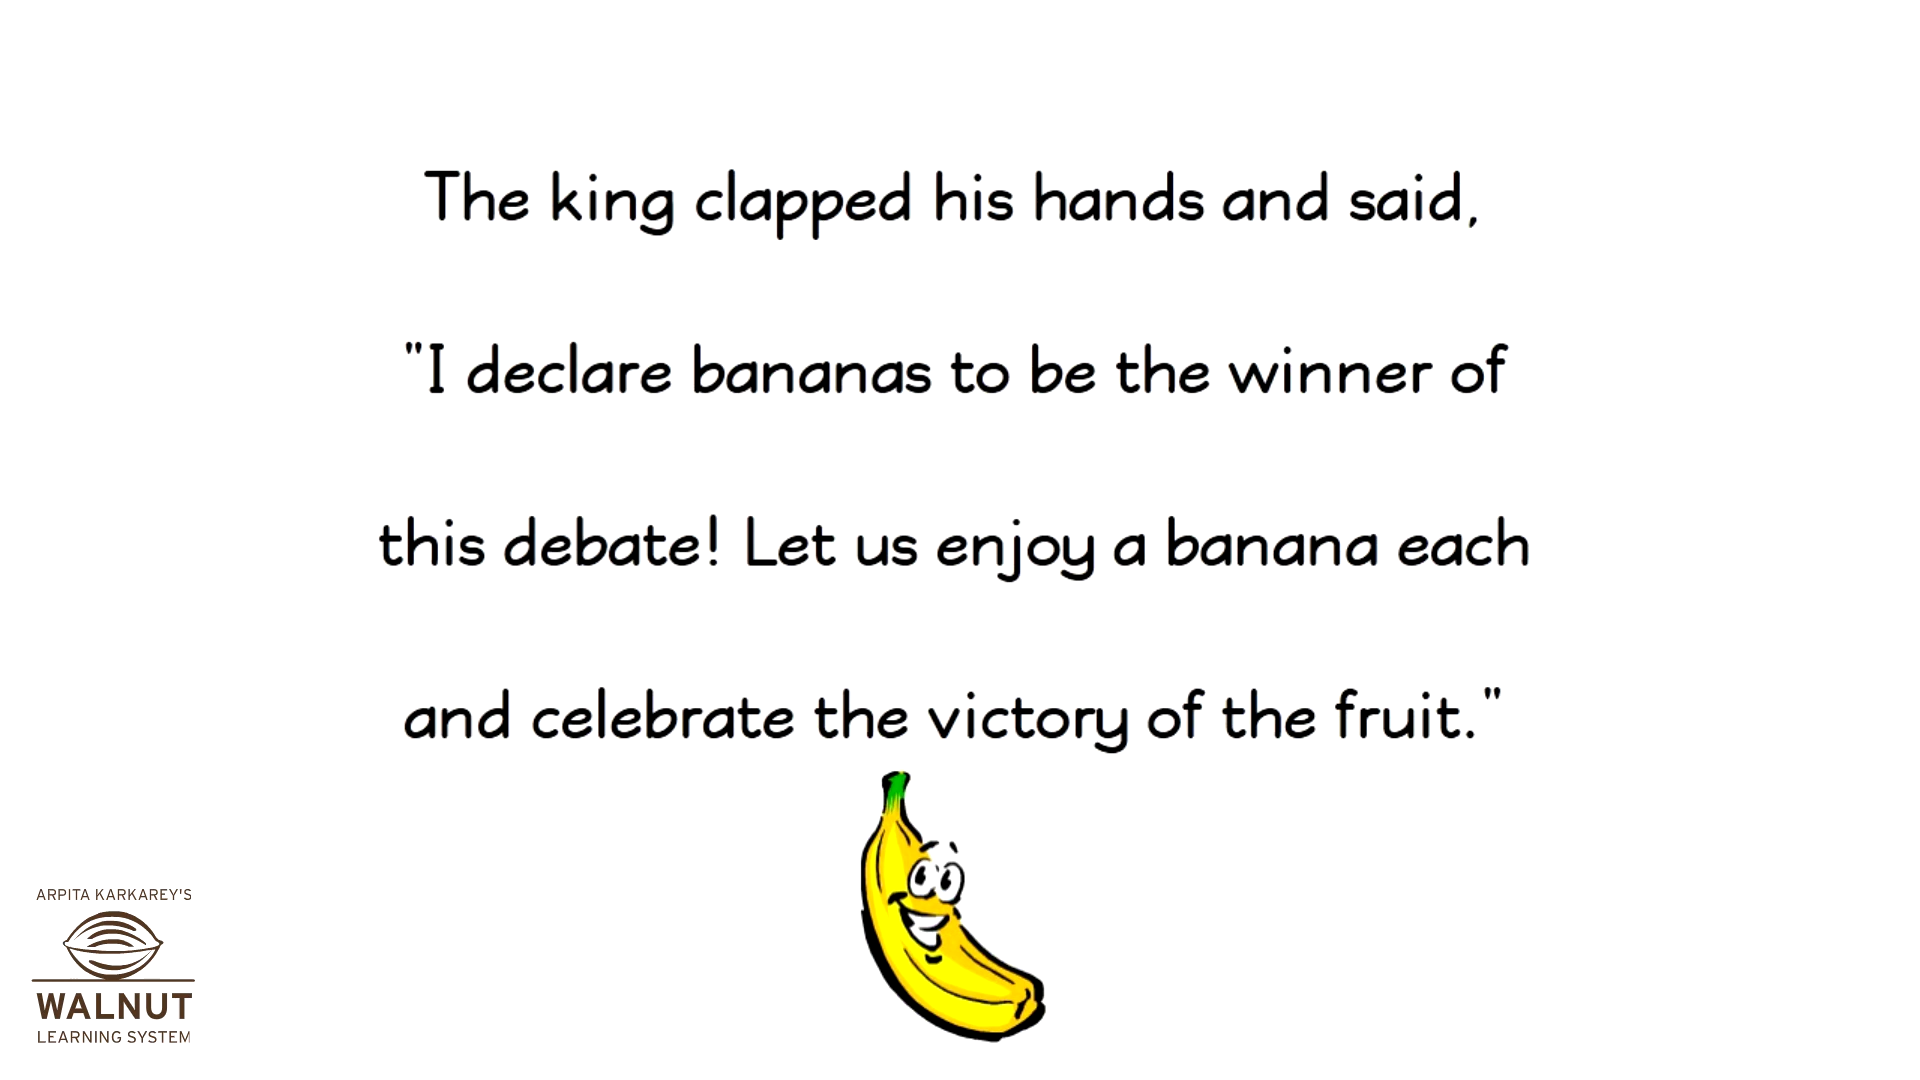 The king clapped his hands and said,
"I declare bananas to be the winner of
this debate! Let us enjoy a banana each
and celebrate the victory of the fruit."
ARPITA KARKAREY'S
WALNUT
LEARNING SYSTEM